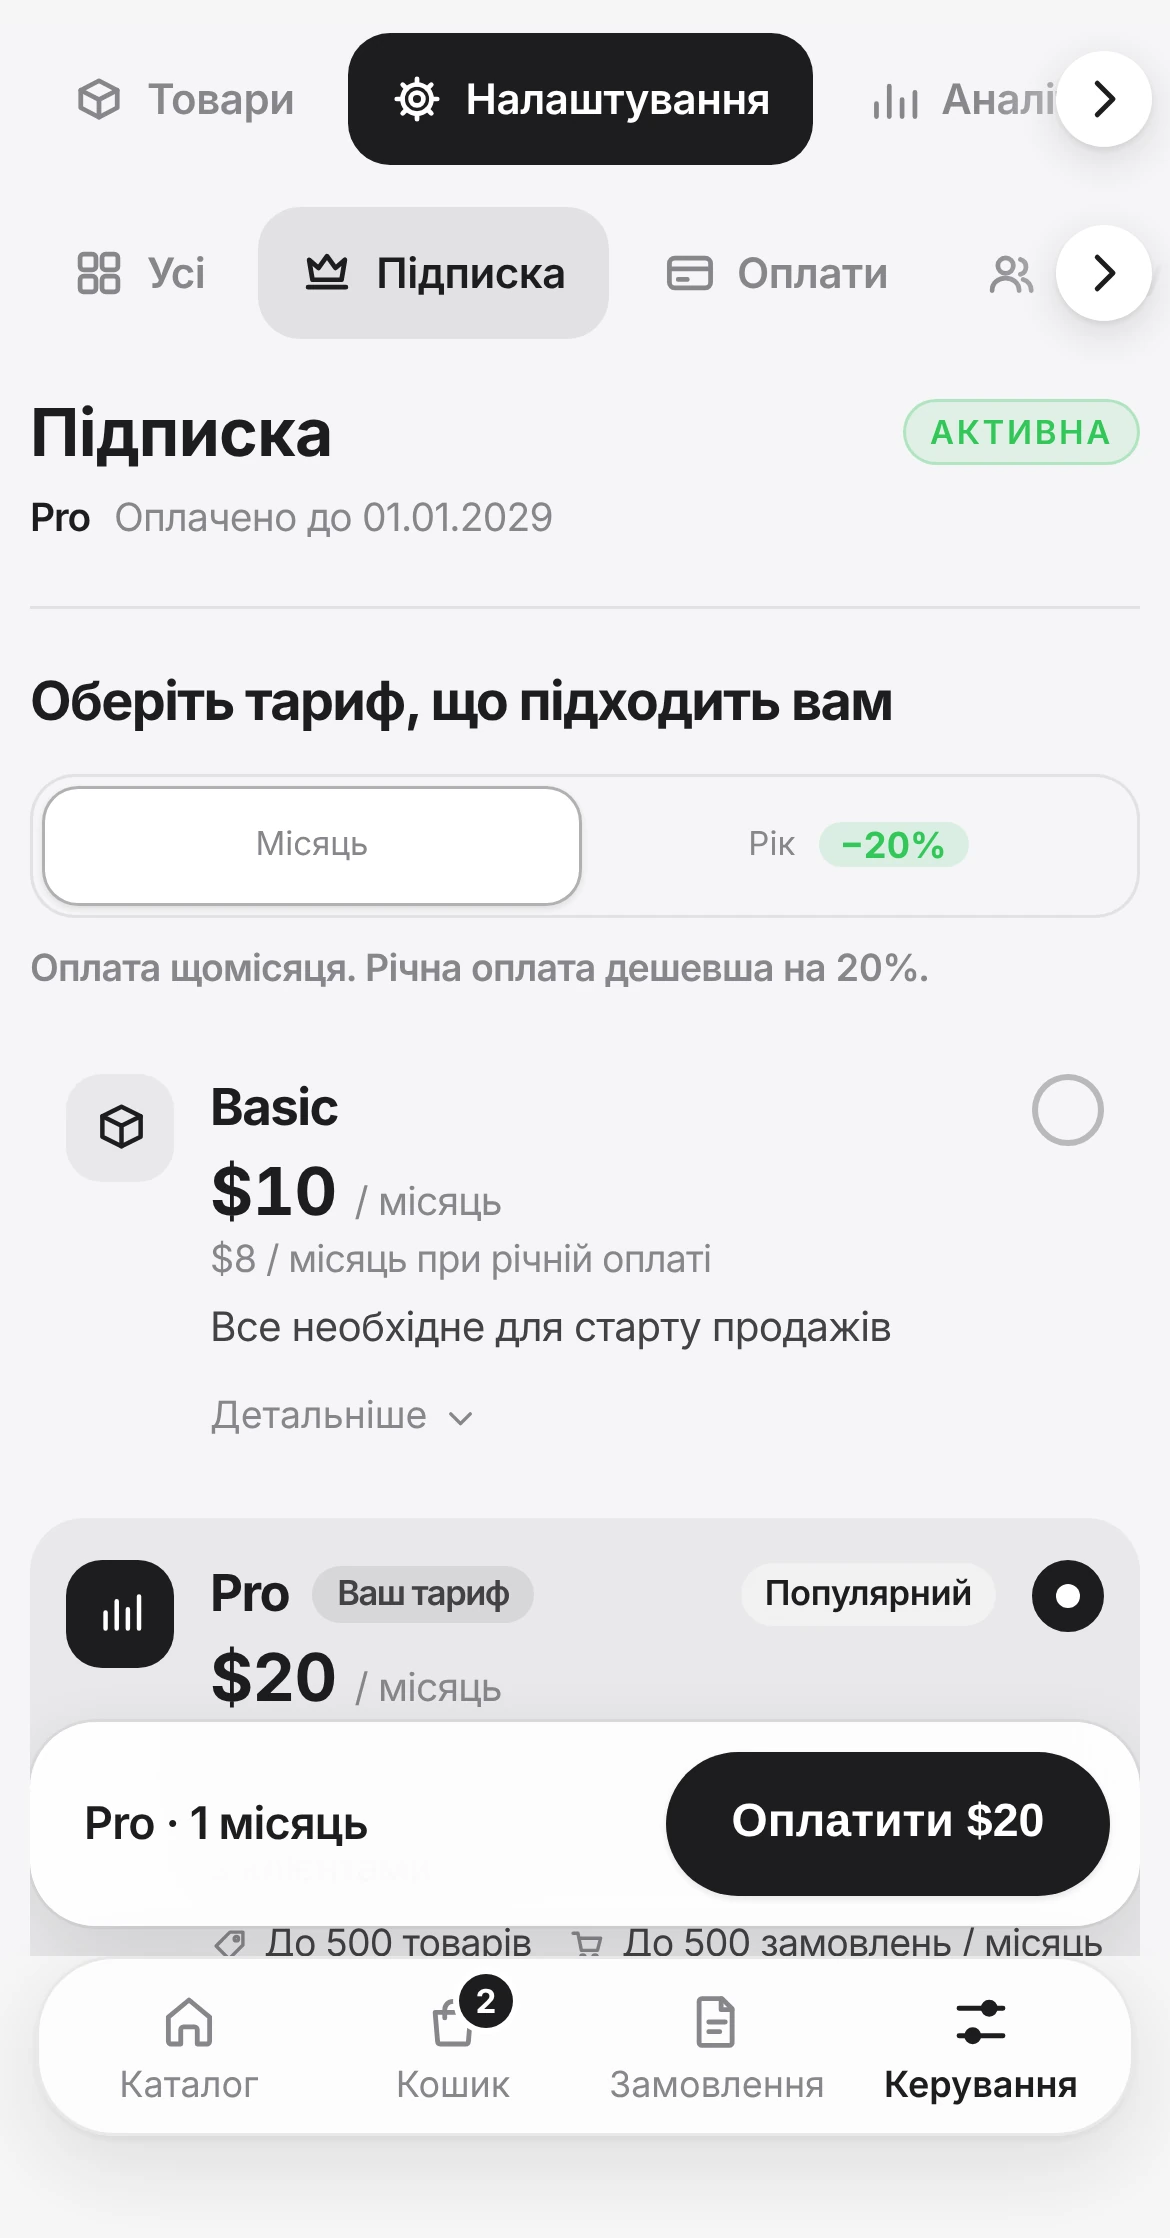 Товари
Налаштування
Аналі
Усі
Підписка
Оплати
Підписка
АКТИВНА
Pro Оплачено до 01.01.2029
Оберіть тариф, що підходить вам
Місяць
Рік −20%
Оплата щомісяця. Річна оплата дешевша на 20%.
Basic
$10 / місяць
$8 / місяць при річній оплаті
Все необхідне для старту продажів
Детальніше
Pro Ваш тариф Популярний
$20 / місяць
Pro · 1 місяць
Оплатити $20
До 500 товарів До 500 замовлень / місяць
2
Каталог Кошик Замовлення Керування